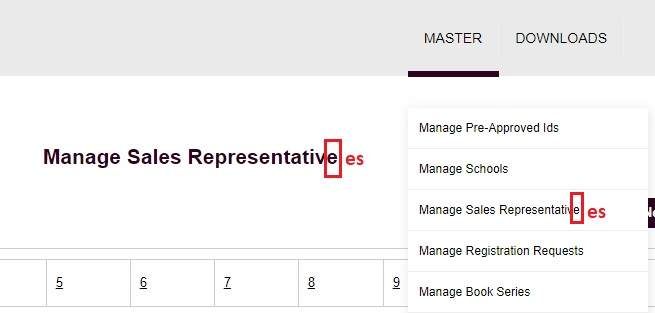 MASTER DOWNLOADS
Manage Pre-Approved Ids
Manage Sales Representative es
Manage Schools
Manage Sales Representative es
Manage Registration Requests
5 6 7 8 9
Manage Book Series